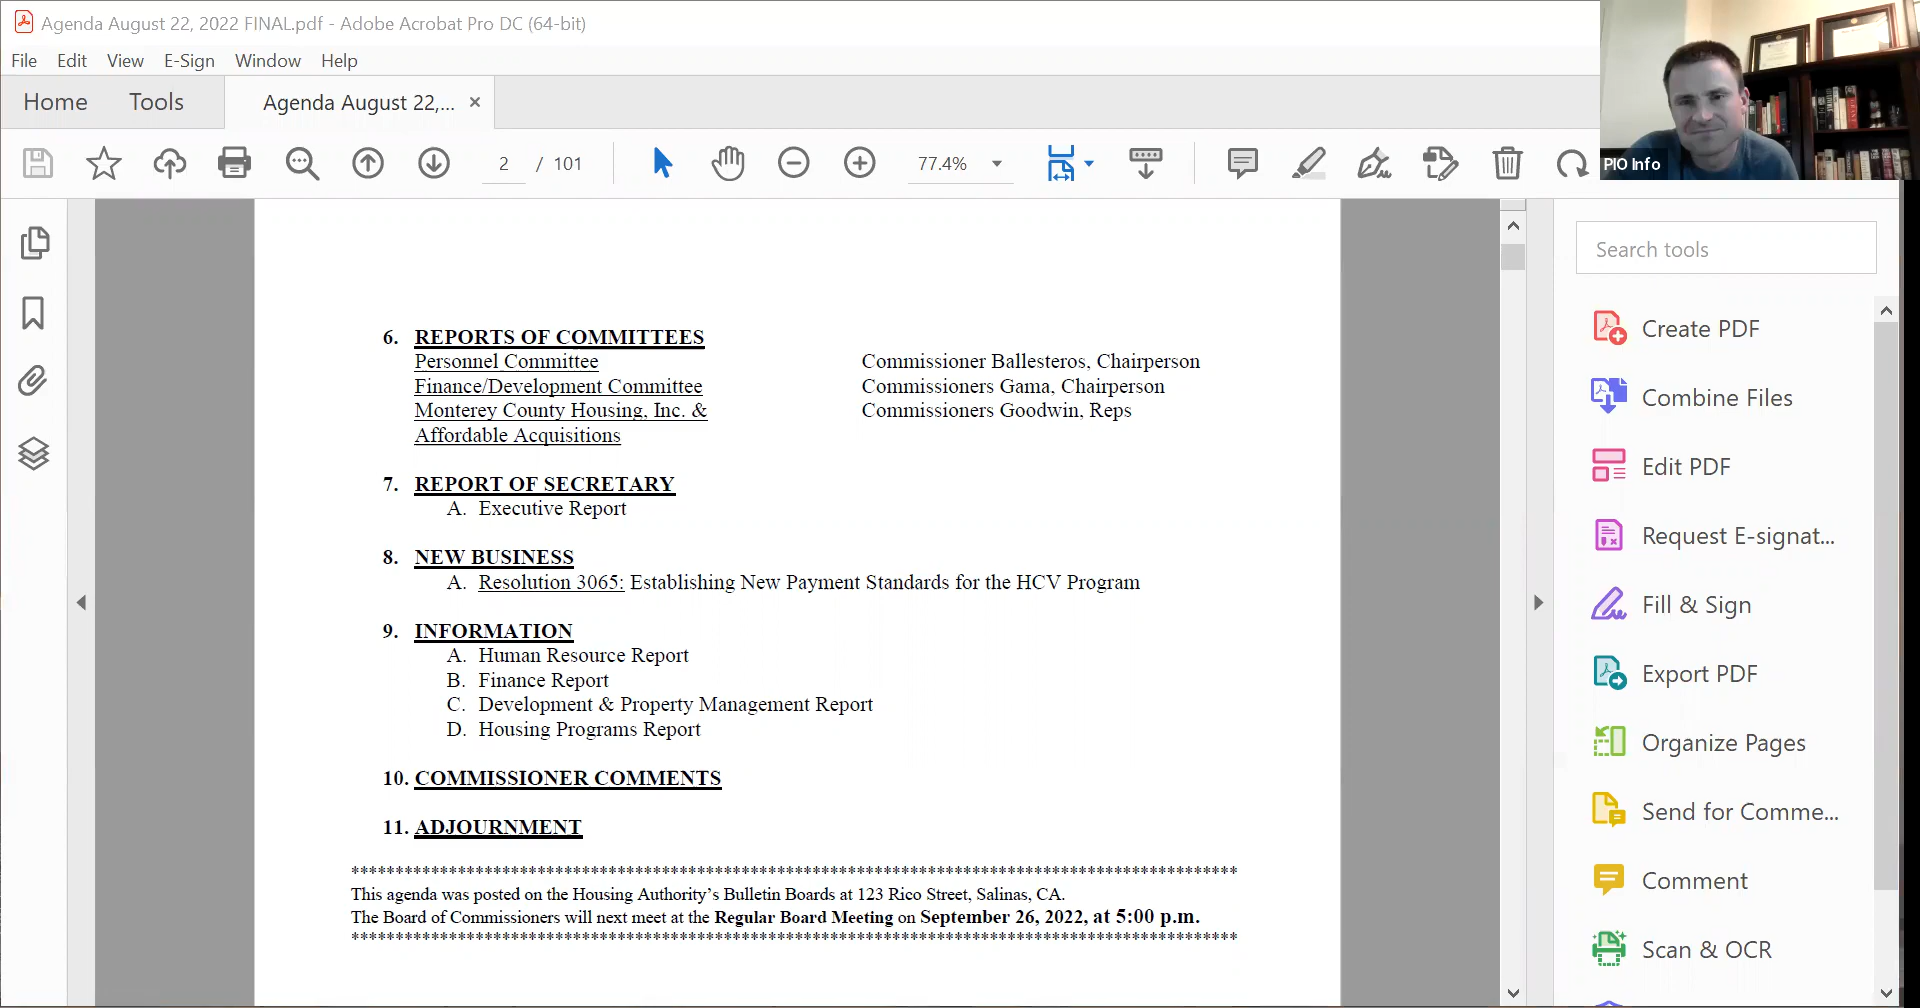 Agenda August 22, 2022 FINAL.pdf - Adobe Acrobat Pro DC (64-bit)
File Edit View E-Sign Window Help
Home Tools Agenda August 22,... ×
2 / 101 77.4%
PIO Info
Search tools
Create PDF
Combine Files
Edit PDF
Request E-signat...
Fill & Sign
Export PDF
Organize Pages
Send for Comme...
Comment
Scan & OCR
6. REPORTS OF COMMITTEES
Personnel Committee Commissioner Ballesteros, Chairperson
Finance/Development Committee Commissioners Gama, Chairperson
Monterey County Housing, Inc. & Commissioners Goodwin, Reps
Affordable Acquisitions
7. REPORT OF SECRETARY
A. Executive Report
8. NEW BUSINESS
A. Resolution 3065: Establishing New Payment Standards for the HCV Program
9. INFORMATION
A. Human Resource Report
B. Finance Report
C. Development & Property Management Report
D. Housing Programs Report
10. COMMISSIONER COMMENTS
11. ADJOURNMENT
****************************************************************************************************
This agenda was posted on the Housing Authority's Bulletin Boards at 123 Rico Street, Salinas, CA.
The Board of Commissioners will next meet at the Regular Board Meeting on September 26, 2022, at 5:00 p.m.
****************************************************************************************************